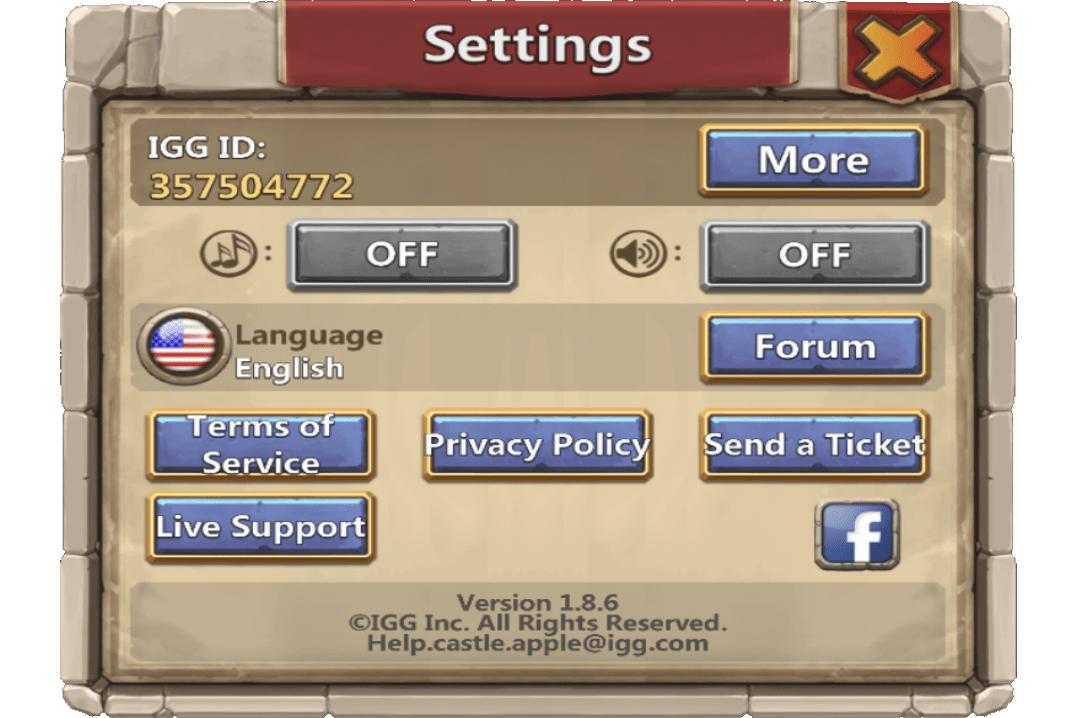 Settings
IGG ID:
357504772
More
: OFF
: OFF
Language
English
Forum
Terms of
Service
Privacy Policy
Send a Ticket
Live Support
f
Version 1.8.6
©IGG Inc. All Rights Reserved.
Help.castle.apple@igg.com